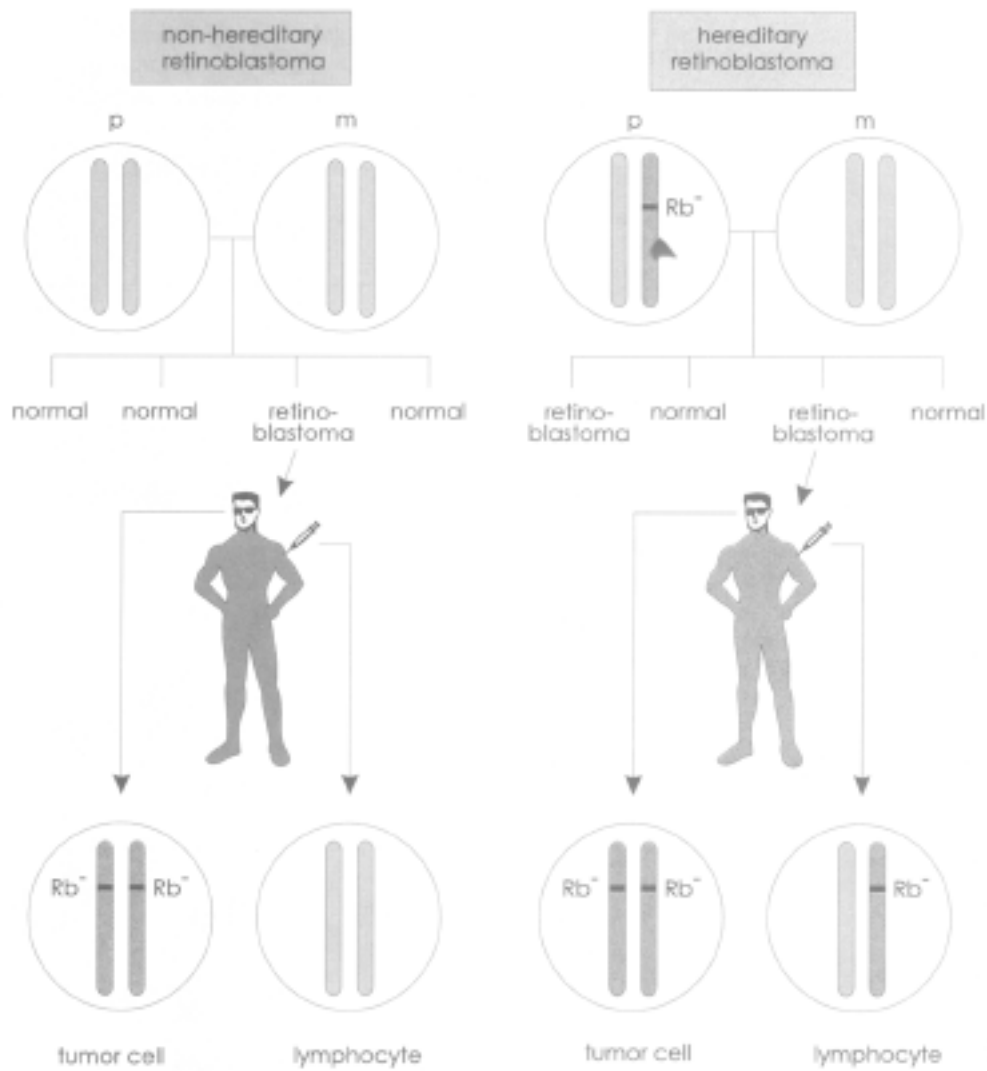 non-hereditary
retinoblastoma
p
m
normal
normal
retino-
blastoma
normal
Rb⁻
Rb⁻
tumor cell
lymphocyte
hereditary
retinoblastoma
p
m
Rb⁻
retino-
blastoma
normal
retino-
blastoma
normal
Rb⁻
Rb⁻
Rb⁻
tumor cell
lymphocyte